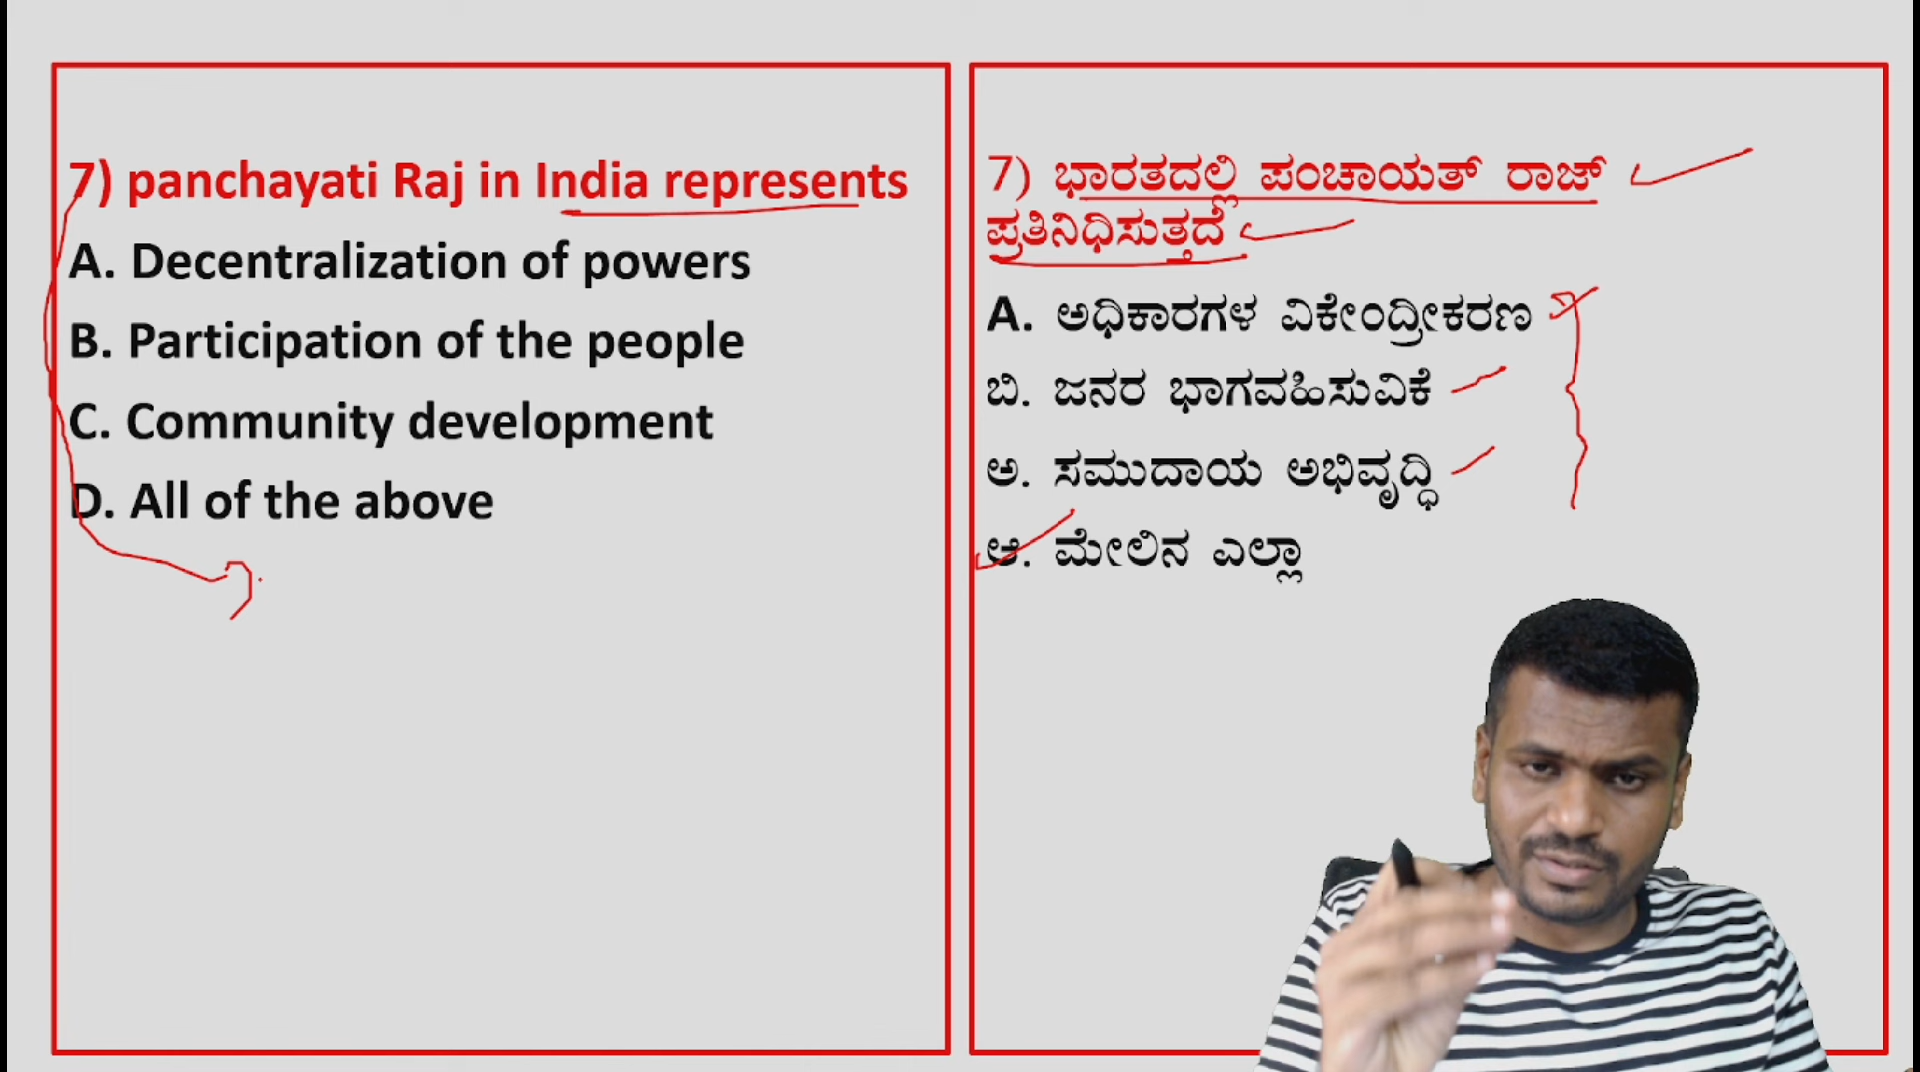 7) panchayati Raj in India represents
A. Decentralization of powers
B. Participation of the people
C. Community development
D. All of the above
7) ಭಾರತದಲ್ಲಿ ಪಂಚಾಯತ್ ರಾಜ್
ಪ್ರತಿನಿಧಿಸುತ್ತದೆ
A. ಅಧಿಕಾರಗಳ ವಿಕೇಂದ್ರೀಕರಣ
ಬಿ. ಜನರ ಭಾಗವಹಿಸುವಿಕೆ
ಅ. ಸಮುದಾಯ ಅಭಿವೃದ್ಧಿ
ಆ. ಮೇಲಿನ ಎಲ್ಲಾ